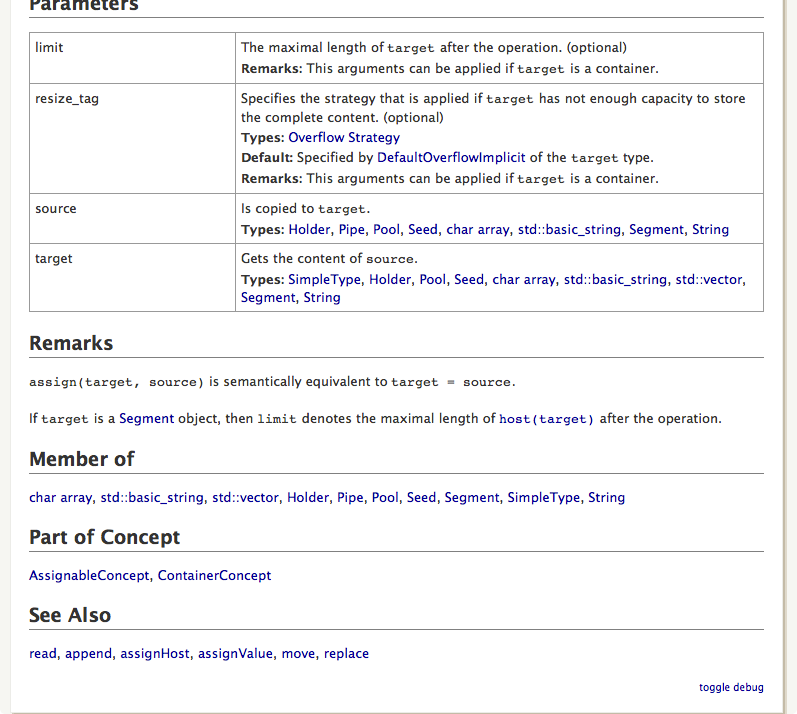 Parameters
limit
The maximal length of target after the operation. (optional)
Remarks: This arguments can be applied if target is a container.
resize_tag
Specifies the strategy that is applied if target has not enough capacity to store
the complete content. (optional)
Types: Overflow Strategy
Default: Specified by DefaultOverflowImplicit of the target type.
Remarks: This arguments can be applied if target is a container.
source
Is copied to target.
Types: Holder, Pipe, Pool, Seed, char array, std::basic_string, Segment, String
target
Gets the content of source.
Types: SimpleType, Holder, Pool, Seed, char array, std::basic_string, std::vector,
Segment, String
Remarks
assign(target, source) is semantically equivalent to target = source.
If target is a Segment object, then limit denotes the maximal length of host(target) after the operation.
Member of
char array, std::basic_string, std::vector, Holder, Pipe, Pool, Seed, Segment, SimpleType, String
Part of Concept
AssignableConcept, ContainerConcept
See Also
read, append, assignHost, assignValue, move, replace
toggle debug